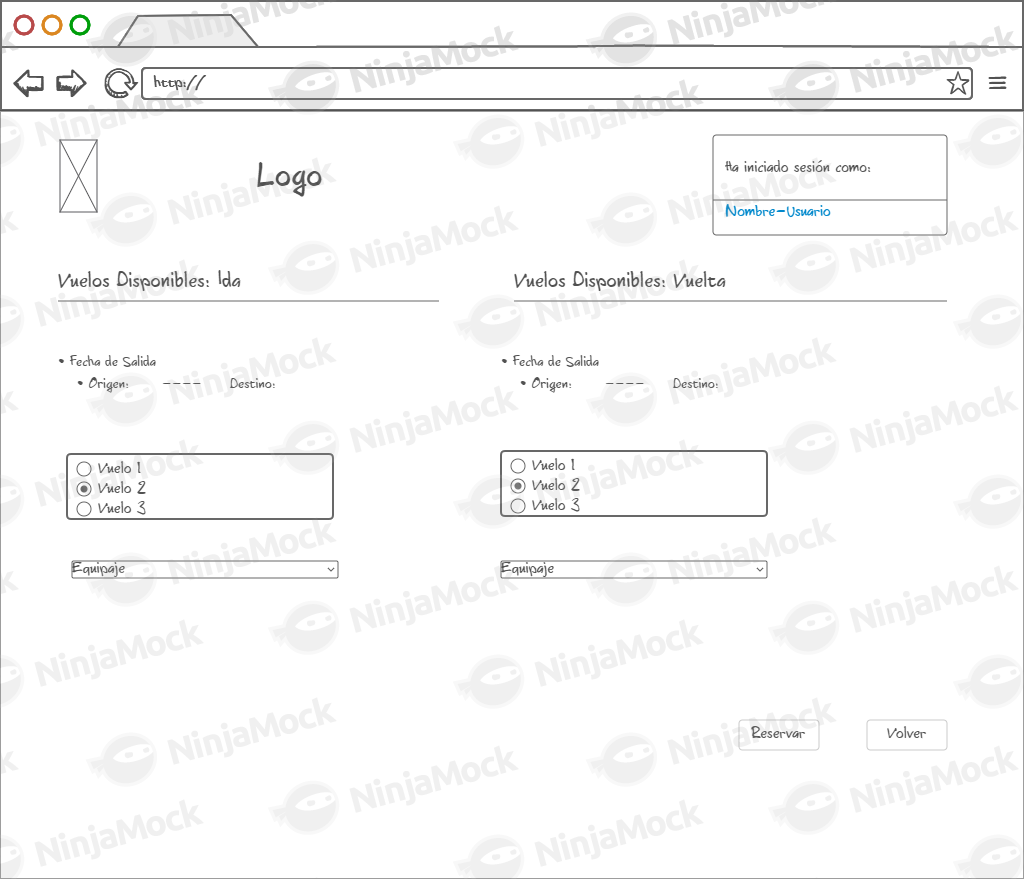 http://
Logo
Ha iniciado sesión como:
Nombre-Usuario
Vuelos Disponibles: Ida
Vuelos Disponibles: Vuelta
• Fecha de Salida
• Origen: ---- Destino:
• Fecha de Salida
• Origen: ---- Destino:
Vuelo 1
Vuelo 2
Vuelo 3
Vuelo 1
Vuelo 2
Vuelo 3
Equipaje
Equipaje
Reservar
Volver
NinjaMock